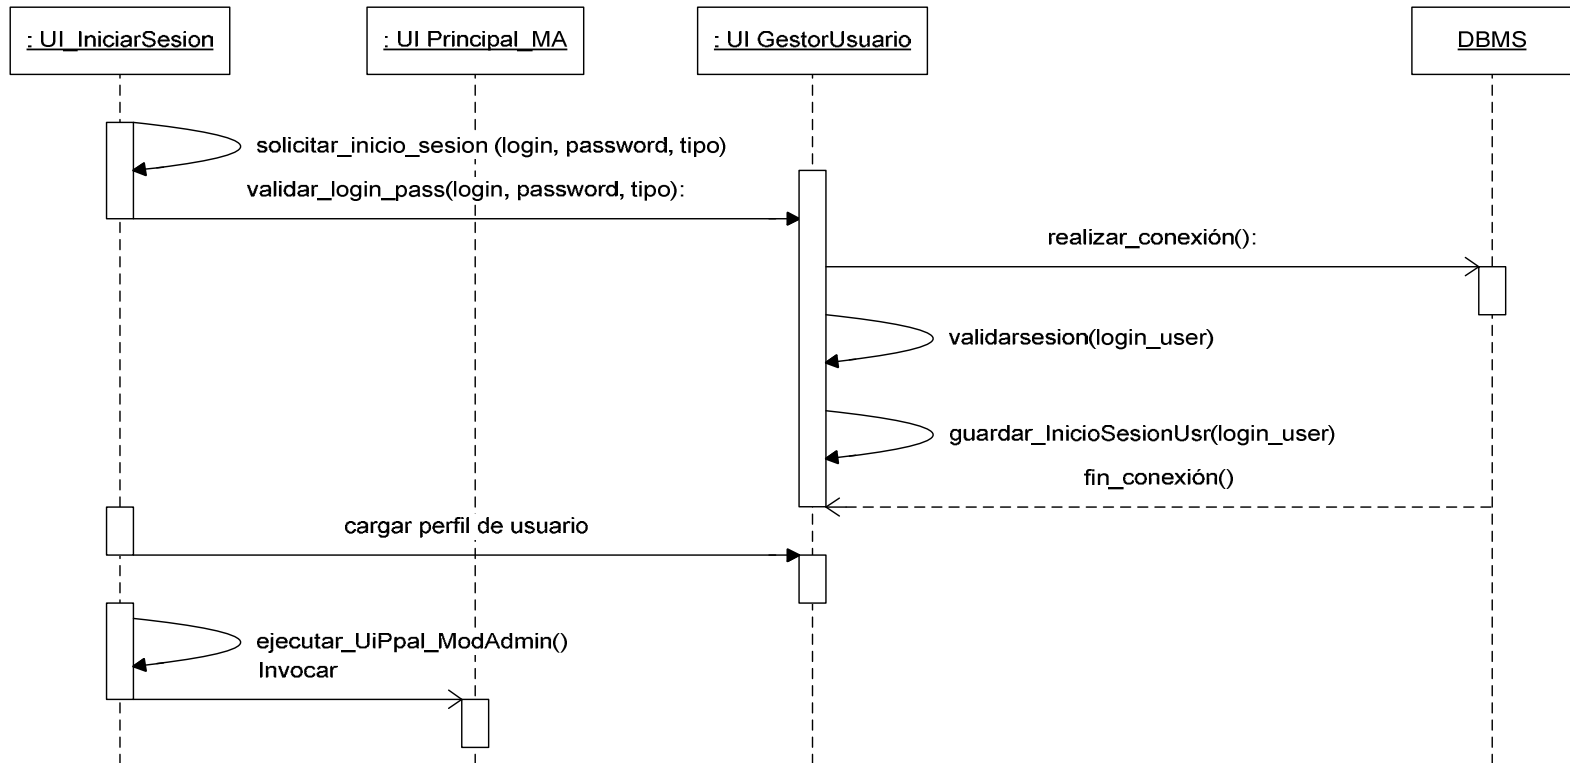 : UI_IniciarSesion
: UI Principal_MA
: UI GestorUsuario
DBMS
solicitar_inicio_sesion (login, password, tipo)
validar_login_pass(login, password, tipo):
realizar_conexión():
validarsesion(login_user)
guardar_InicioSesionUsr(login_user)
fin_conexión()
cargar perfil de usuario
ejecutar_UiPpal_ModAdmin()
Invocar